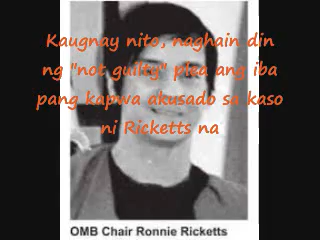 Kaugnay nito, naghain din
ng "not guilty" plea ang iba
pang kapwa akusado sa kaso
ni Ricketts na
OMB Chair Ronnie Ricketts